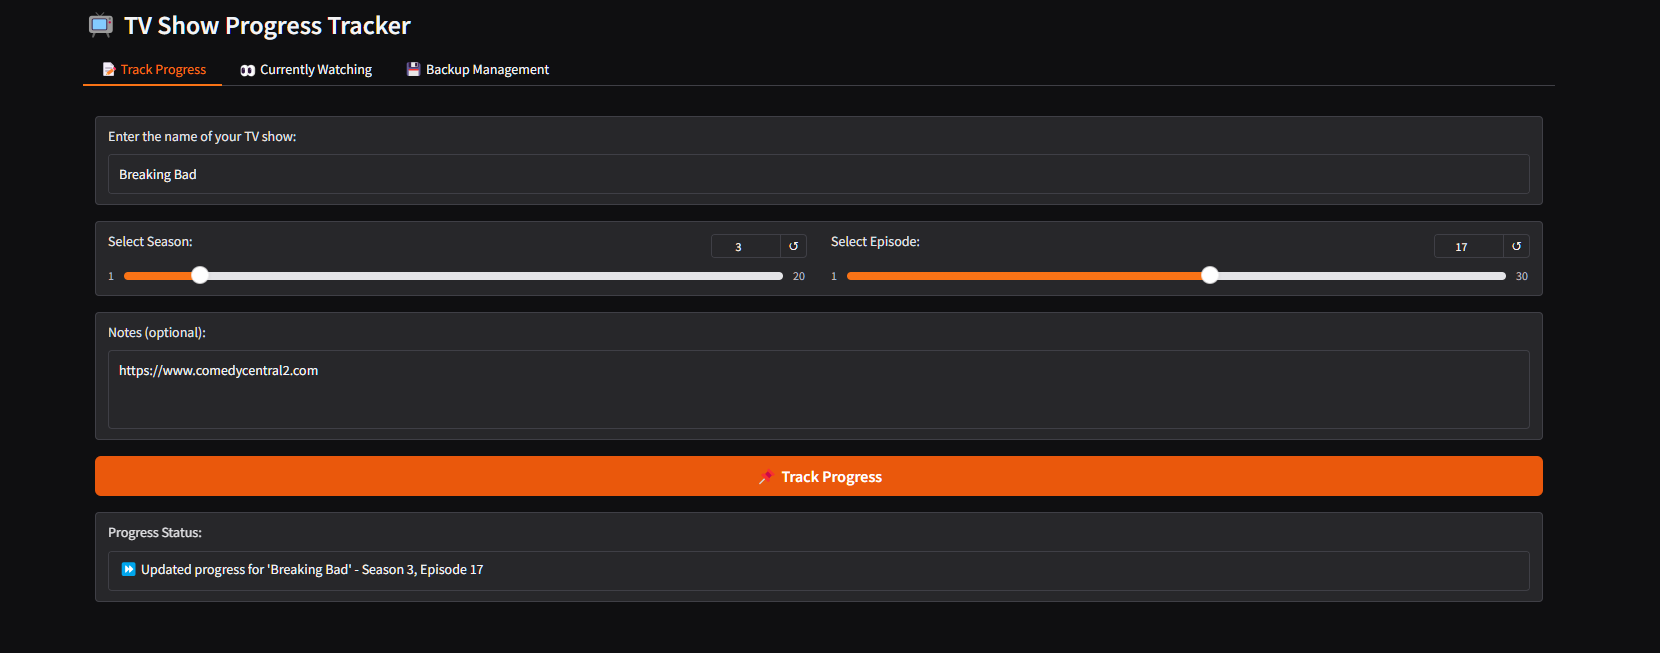 TV Show Progress Tracker
Track Progress Currently Watching Backup Management
Enter the name of your TV show:
Breaking Bad
Select Season: 3 ↺ Select Episode: 17 ↺
1 20 1 30
Notes (optional):
https://www.comedycentral2.com
Track Progress
Progress Status:
Updated progress for 'Breaking Bad' - Season 3, Episode 17